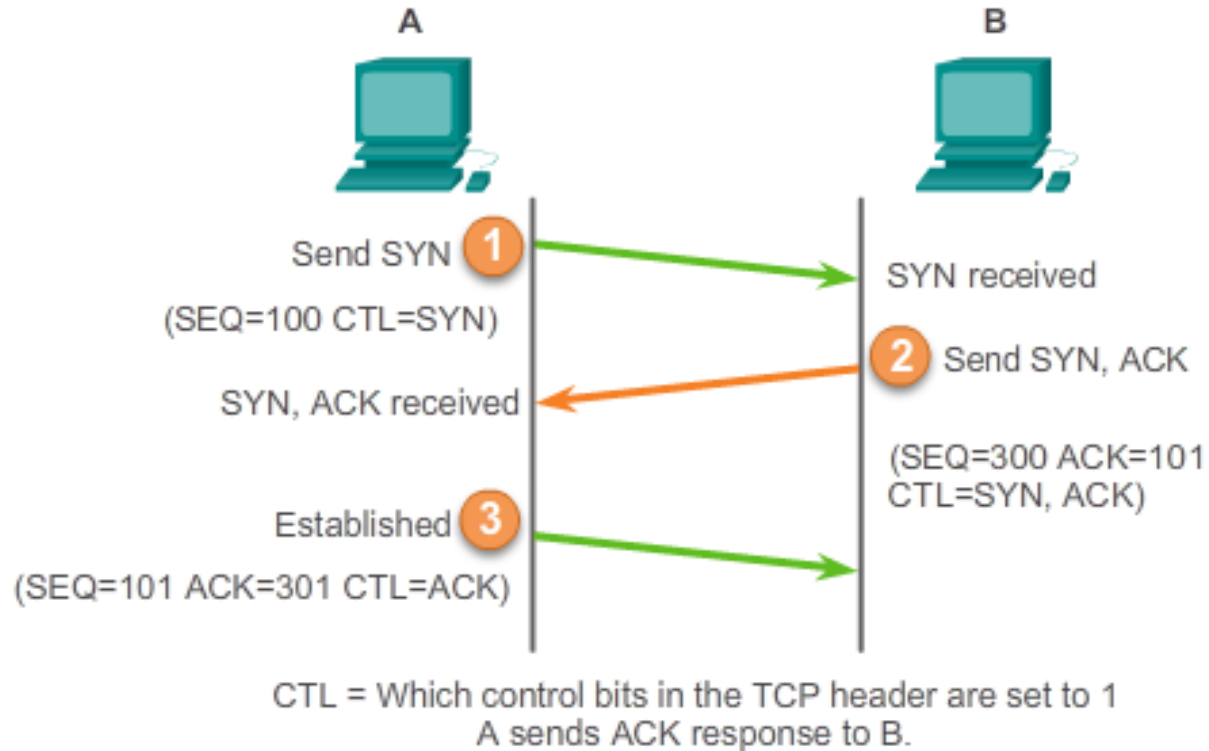 A
B
Send SYN 1
SYN received
(SEQ=100 CTL=SYN)
2 Send SYN, ACK
SYN, ACK received
(SEQ=300 ACK=101
CTL=SYN, ACK)
Established 3
(SEQ=101 ACK=301 CTL=ACK)
CTL = Which control bits in the TCP header are set to 1
A sends ACK response to B.